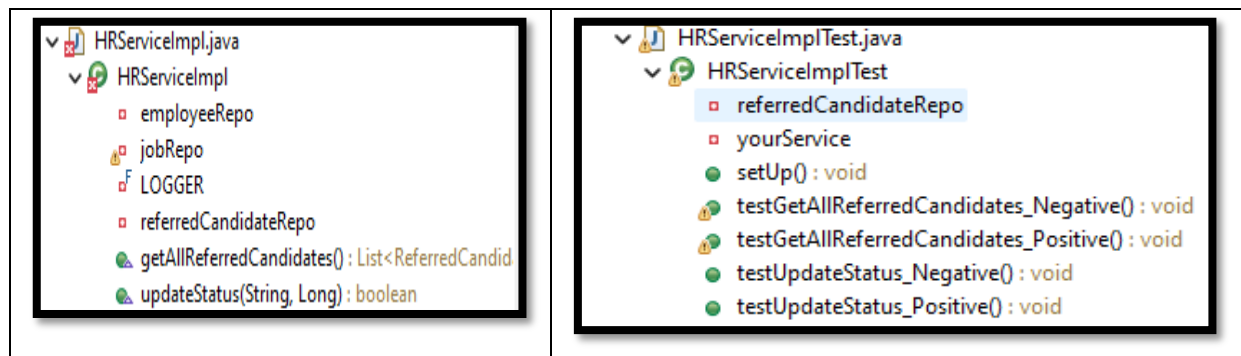 HRServiceImpl.java
HRServiceImpl
employeeRepo
jobRepo
LOGGER
referredCandidateRepo
getAllReferredCandidates() : List<ReferredCandid
updateStatus(String, Long) : boolean
HRServiceImplTest.java
HRServiceImplTest
referredCandidateRepo
yourService
setUp() : void
testGetAllReferredCandidates_Negative() : void
testGetAllReferredCandidates_Positive() : void
testUpdateStatus_Negative() : void
testUpdateStatus_Positive() : void